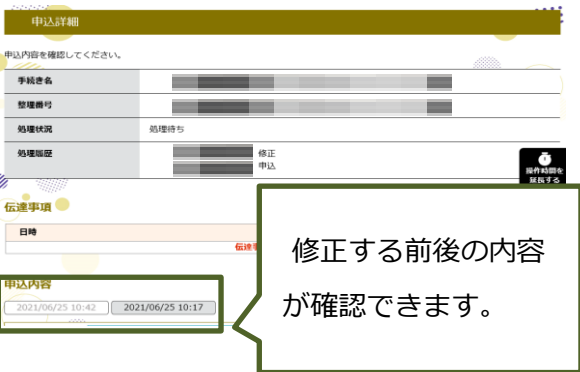 申込詳細
申込内容を確認してください。
手続き名
整理番号
処理状況 処理待ち
処理履歴 修正
申込
操作時間を
延長する
伝達事項
日時
伝達事
申込内容
2021/06/25 10:42 2021/06/25 10:17
修正する前後の内容
が確認できます。